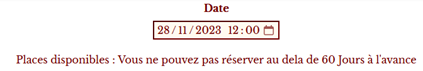 Date
28/11/2023 12:00
Places disponibles : Vous ne pouvez pas réserver au dela de 60 Jours à l'avance